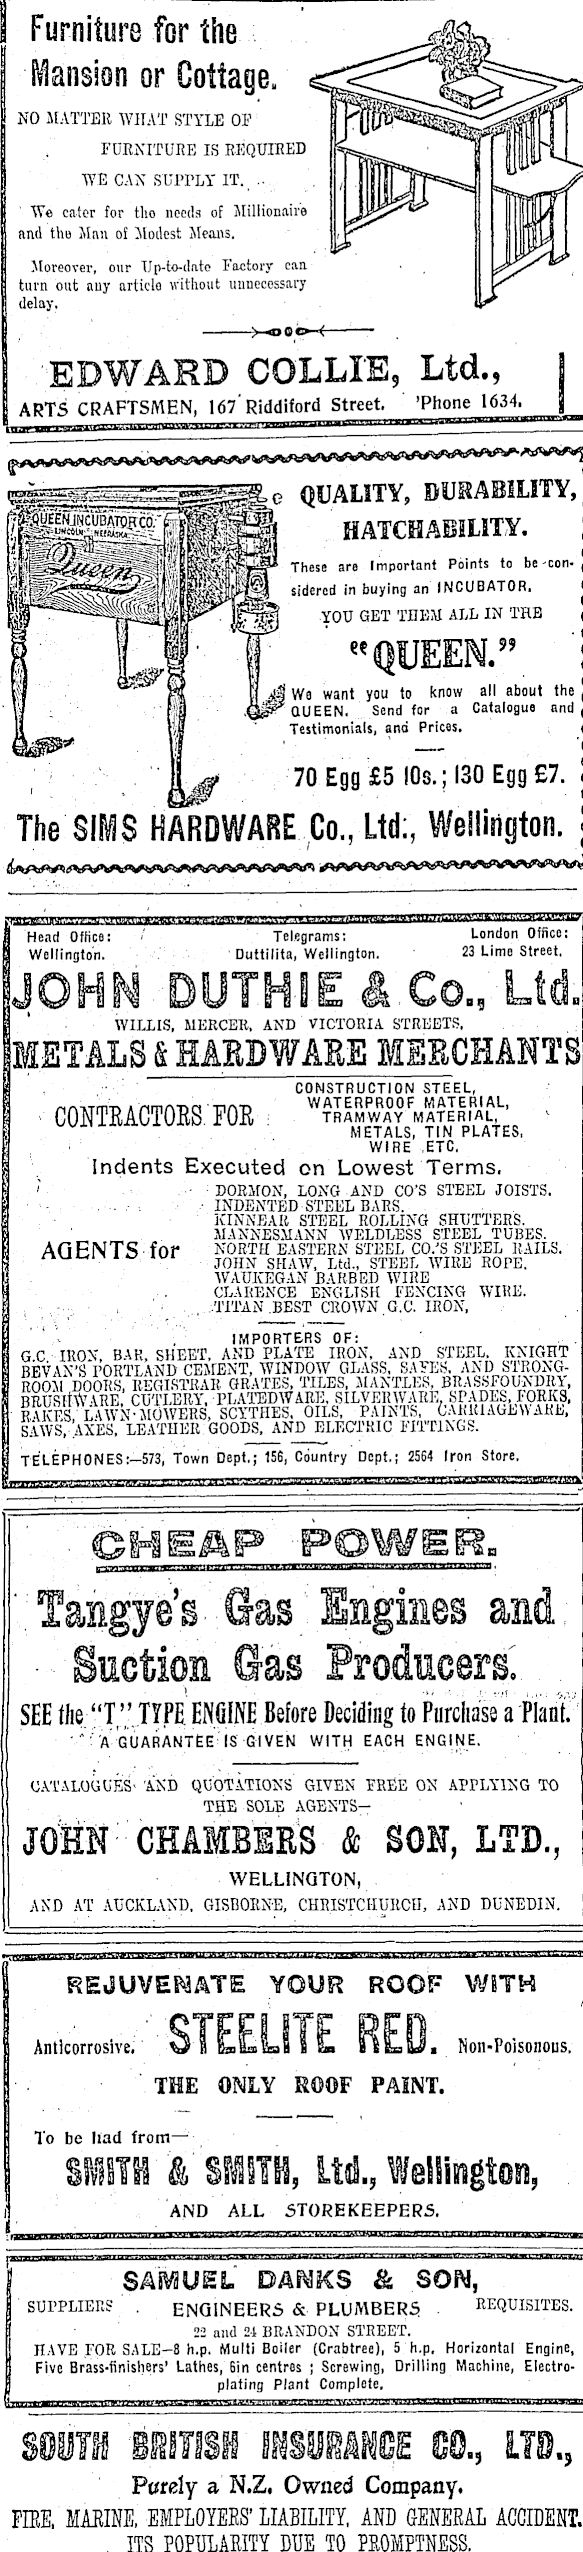 Furniture for the
Mansion or Cottage.
NO MATTER WHAT STYLE OF
FURNITURE IS REQUIRED
WE CAN SUPPLY IT.
We cater for the needs of Millionaire
and the Man of Modest Means.
Moreover, our Up-to-date Factory can
turn out any article without unnecessary
delay.
EDWARD COLLIE, Ltd.,
ARTS CRAFTSMEN, 167 Riddiford Street. 'Phone 1634.
QUEEN INCUBATOR CO.
LINCOLN, NEBRASKA
Queen
QUALITY, DURABILITY,
HATCHABILITY.
These are Important Points to be con-
sidered in buying an INCUBATOR.
YOU GET THEM ALL IN THE
"QUEEN."
We want you to know all about the
QUEEN. Send for a Catalogue and
Testimonials, and Prices.
70 Egg £5 10s.; 130 Egg £7.
The SIMS HARDWARE Co., Ltd., Wellington.
Head Office: Telegrams: London Office:
Wellington. Duttilita, Wellington. 23 Lime Street.
JOHN DUTHIE & Co., Ltd.
WILLIS, MERCER, AND VICTORIA STREETS,
METALS & HARDWARE MERCHANTS
CONTRACTORS FOR
CONSTRUCTION STEEL,
WATERPROOF MATERIAL,
TRAMWAY MATERIAL,
METALS, TIN PLATES,
WIRE ETC.
Indents Executed on Lowest Terms.
AGENTS for
DORMON, LONG AND CO'S STEEL JOISTS.
INDENTED STEEL BARS.
KINNEAR STEEL ROLLING SHUTTERS.
MANNESMANN WELDLESS STEEL TUBES.
NORTH EASTERN STEEL CO.'S STEEL RAILS.
JOHN SHAW, Ltd., STEEL WIRE ROPE.
WAUKEGAN BARBED WIRE
CLARENCE ENGLISH FENCING WIRE.
TITAN BEST CROWN G.C. IRON,
IMPORTERS OF:
G.C. IRON, BAR, SHEET, AND PLATE IRON, AND STEEL, KNIGHT
BEVAN'S PORTLAND CEMENT, WINDOW GLASS, SAFES, AND STRONG-
ROOM DOORS, REGISTRAR GRATES, TILES, MANTLES, BRASSFOUNDRY,
BRUSHWARE, CUTLERY, PLATEDWARE, SILVERWARE, SPADES, FORKS,
RAKES, LAWN MOWERS, SCYTHES, OILS, PAINTS, CARRIAGEWARE,
SAWS, AXES, LEATHER GOODS, AND ELECTRIC FITTINGS.
TELEPHONES:—573, Town Dept.; 156, Country Dept.; 2564 Iron Store.
CHEAP POWER.
Tangye's Gas Engines and
Suction Gas Producers.
SEE the "T" TYPE ENGINE Before Deciding to Purchase a Plant.
A GUARANTEE IS GIVEN WITH EACH ENGINE.
CATALOGUES AND QUOTATIONS GIVEN FREE ON APPLYING TO
THE SOLE AGENTS—
JOHN CHAMBERS & SON, LTD.,
WELLINGTON,
AND AT AUCKLAND, GISBORNE, CHRISTCHURCH, AND DUNEDIN.
REJUVENATE YOUR ROOF WITH
Anticorrosive. STEELITE RED. Non-Poisonous.
THE ONLY ROOF PAINT.
To be had from—
SMITH & SMITH, Ltd., Wellington,
AND ALL STOREKEEPERS.
SAMUEL DANKS & SON,
SUPPLIERS ENGINEERS & PLUMBERS REQUISITES.
22 and 24 BRANDON STREET.
HAVE FOR SALE—8 h.p. Multi Boiler (Crabtree), 5 h.p. Horizontal Engine,
Five Brass-finishers' Lathes, 6in centres; Screwing, Drilling Machine, Electro-
plating Plant Complete.
SOUTH BRITISH INSURANCE CO., LTD.,
Purely a N.Z. Owned Company.
FIRE, MARINE, EMPLOYERS' LIABILITY, AND GENERAL ACCIDENT.
ITS POPULARITY DUE TO PROMPTNESS.